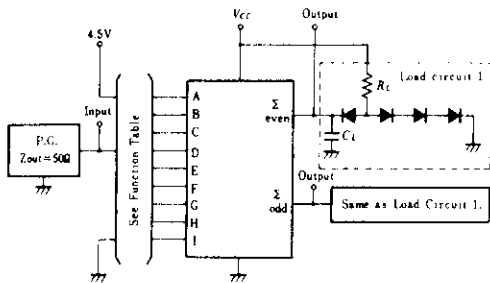 VCC
Output
4.5V
Input
P.G.
Zout=50Ω
See Function Table
A
B
C
D
E
F
G
H
I
Σ
even
Σ
odd
RL
CL
Load circuit 1
Output
Same as Load Circuit 1.